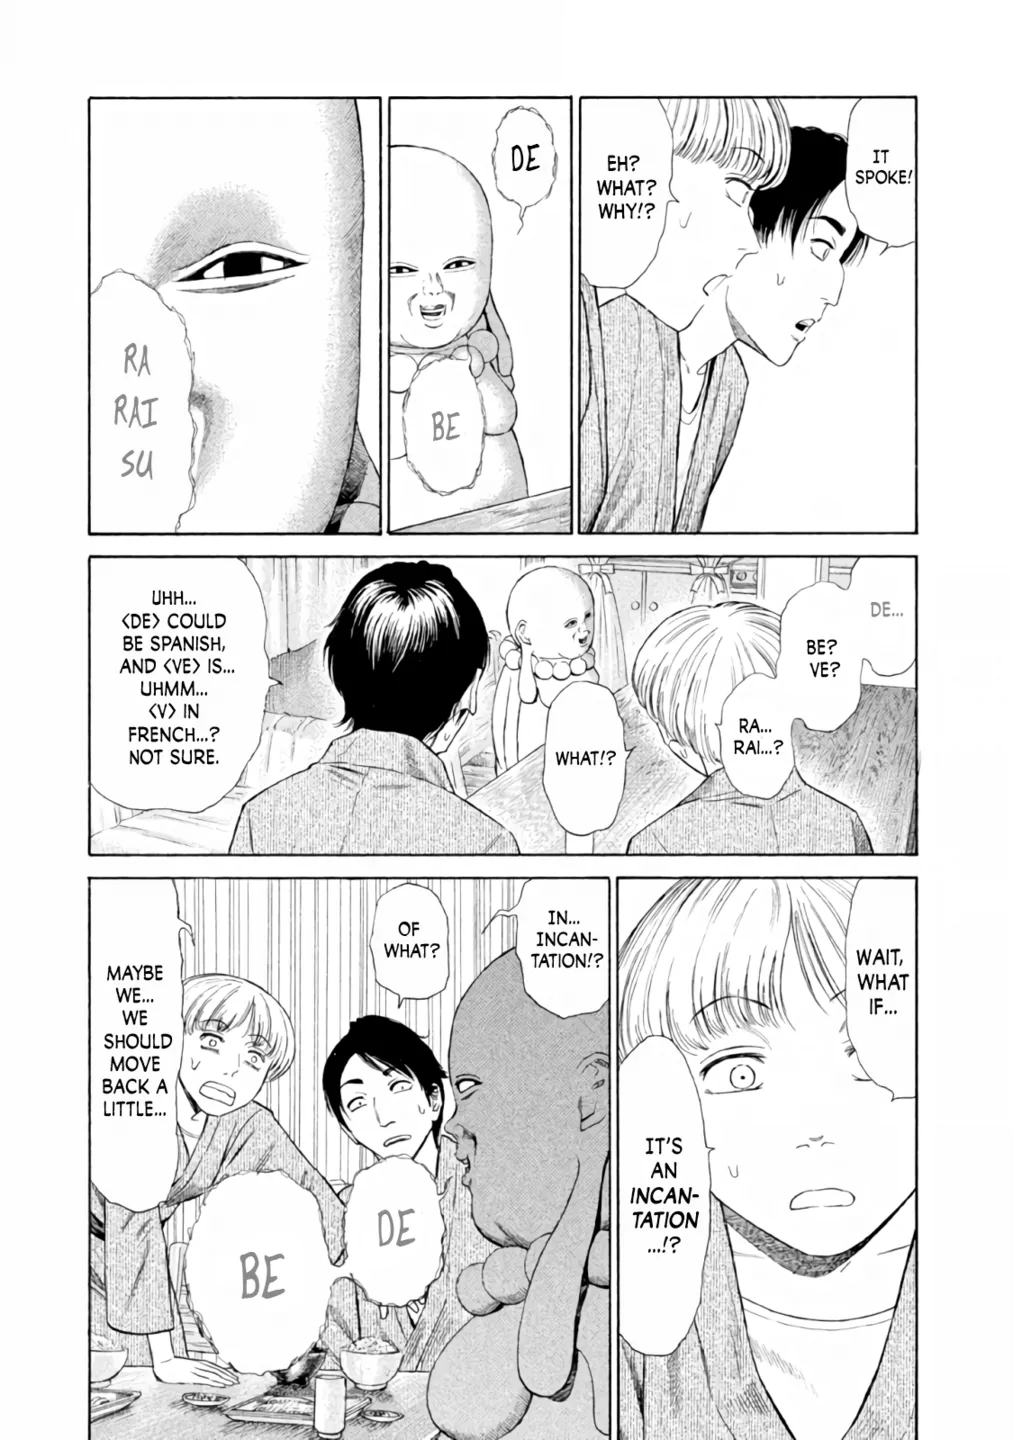 IT
SPOKE!
EH?
WHAT?
WHY!?
DE
BE
RA
RAI
SU
DE...
BE?
VE?
RA...
RAI...?
WHAT!?
UHH...
<DE> COULD
BE SPANISH,
AND <VE> IS...
UHMM...
<V> IN
FRENCH...?
NOT SURE.
WAIT,
WHAT
IF...
IT'S
AN
INCAN-
TATION
...!?
IN...
INCAN-
TATION!?
OF
WHAT?
DE
BE
MAYBE
WE...
WE
SHOULD
MOVE
BACK A
LITTLE...